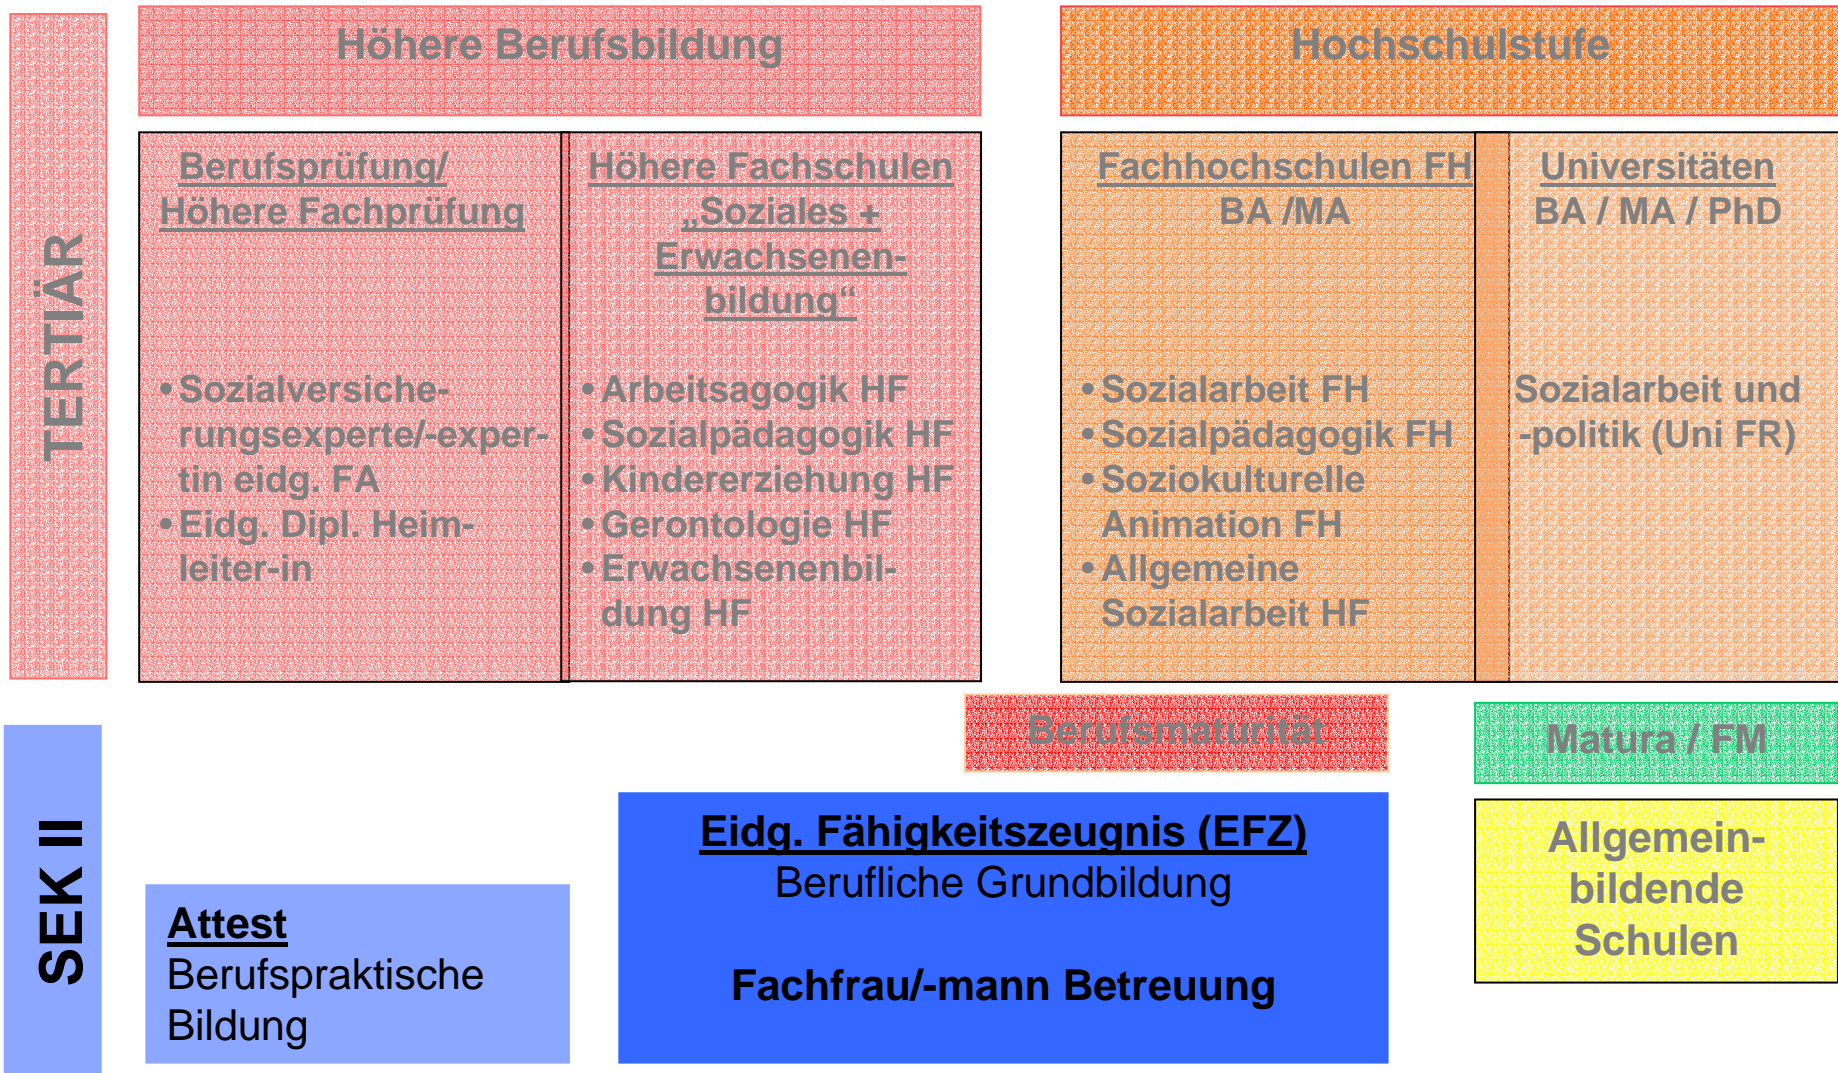 TERTIÄR
Höhere Berufsbildung
Berufsprüfung/
Höhere Fachprüfung
• Sozialversiche-
rungsexperte/-exper-
tin eidg. FA
• Eidg. Dipl. Heim-
leiter-in
Höhere Fachschulen
„Soziales +
Erwachsenen-
bildung“
• Arbeitsagogik HF
• Sozialpädagogik HF
• Kindererziehung HF
• Gerontologie HF
• Erwachsenenbil-
dung HF
Hochschulstufe
Fachhochschulen FH
BA /MA
• Sozialarbeit FH
• Sozialpädagogik FH
• Soziokulturelle
Animation FH
• Allgemeine
Sozialarbeit HF
Universitäten
BA / MA / PhD
Sozialarbeit und
-politik (Uni FR)
SEK II
Berufsmaturität
Matura / FM
Attest
Berufspraktische
Bildung
Eidg. Fähigkeitszeugnis (EFZ)
Berufliche Grundbildung
Fachfrau/-mann Betreuung
Allgemein-
bildende
Schulen